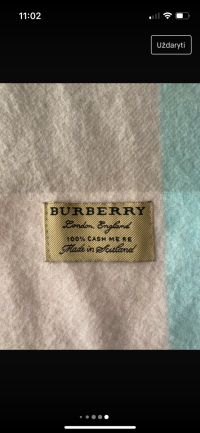 11:02
Uždaryti
BURBERRY
London, England
100% CASHMERE
Made in Scotland